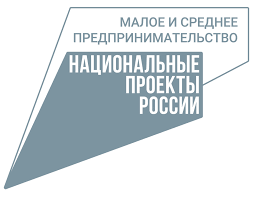 МАЛОЕ И СРЕДНЕЕ
ПРЕДПРИНИМАТЕЛЬСТВО
НАЦИОНАЛЬНЫЕ
ПРОЕКТЫ
РОССИИ